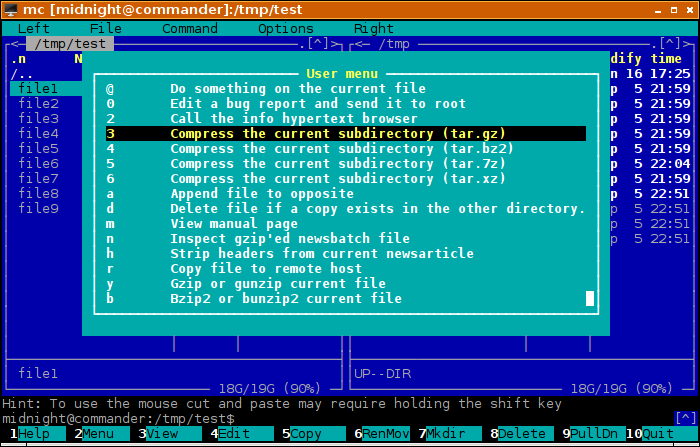 mc [midnight@commander]:/tmp/test
Left File Command Options Right
<- /tmp/test .[^]> <- /tmp .[^]>
.n N dify time
/.. n 16 17:25
User menu
file1 @ Do something on the current file p 5 21:59
file2 0 Edit a bug report and send it to root p 5 21:59
file3 2 Call the info hypertext browser p 5 21:59
file4 3 Compress the current subdirectory (tar.gz) p 5 21:59
file5 4 Compress the current subdirectory (tar.bz2) p 5 21:59
file6 5 Compress the current subdirectory (tar.7z) p 5 22:04
file7 6 Compress the current subdirectory (tar.xz) p 5 21:59
file8 a Append file to opposite p 5 22:51
file9 d Delete file if a copy exists in the other directory. p 5 22:51
m View manual page p 5 22:51
n Inspect gzip'ed newsbatch file p 5 22:51
h Strip headers from current newsarticle
r Copy file to remote host
y Gzip or gunzip current file
b Bzip2 or bunzip2 current file
file1 UP--DIR
18G/19G (90%) 18G/19G (90%)
Hint: To use the mouse cut and paste may require holding the shift key
midnight@commander:/tmp/test$ [^]
1Help 2Menu 3View 4Edit 5Copy 6RenMov 7Mkdir 8Delete 9PullDn 10Quit